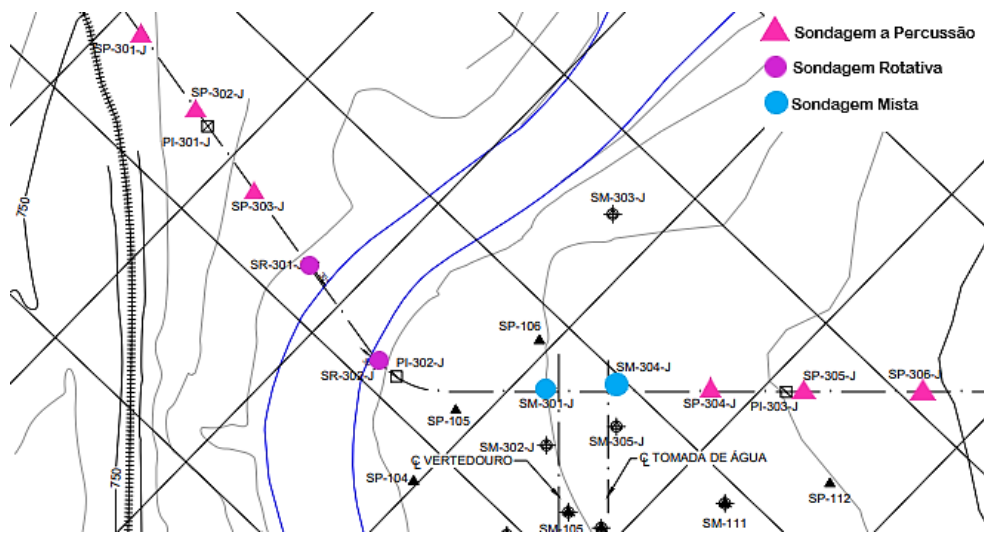 Sondagem a Percussão
SP-301-J
Sondagem Rotativa
SP-302-J
Sondagem Mista
PI-301-J
SP-303-J
SM-303-J
750
SR-301-J
SP-106
PI-302-J
SM-304-J
SR-302-J
SP-305-J
SP-306-J
SM-301-J
SP-304-J
PI-303-J
SP-105
SM-302-J
SM-305-J
℄ VERTEDOURO
℄ TOMADA DE ÁGUA
SP-104
750
SP-112
SM-105
SM-111